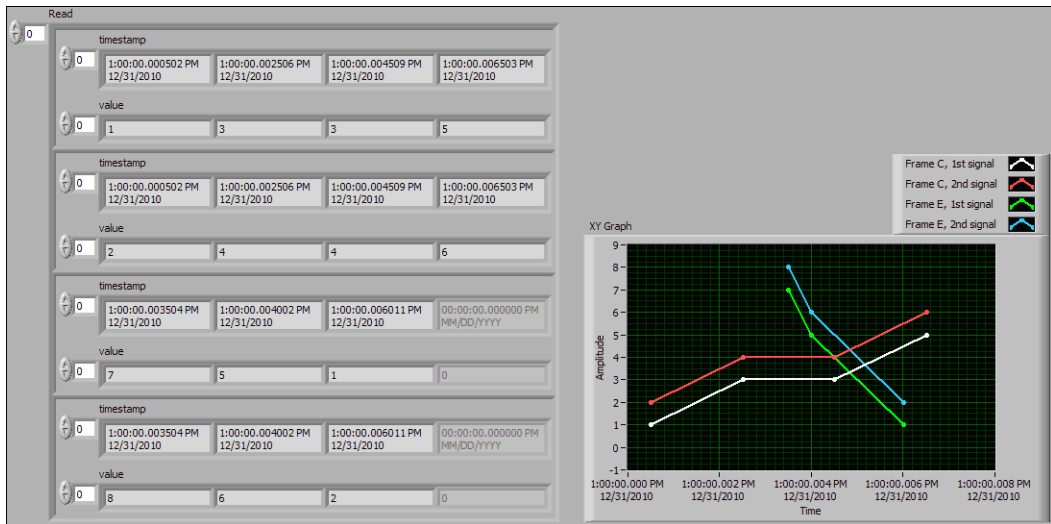 Read
0
timestamp
0
1:00:00.000502 PM 1:00:00.002506 PM 1:00:00.004509 PM 1:00:00.006503 PM
12/31/2010 12/31/2010 12/31/2010 12/31/2010
value
0
1 3 3 5
timestamp
0
1:00:00.000502 PM 1:00:00.002506 PM 1:00:00.004509 PM 1:00:00.006503 PM
12/31/2010 12/31/2010 12/31/2010 12/31/2010
value
0
2 4 4 6
timestamp
0
1:00:00.003504 PM 1:00:00.004002 PM 1:00:00.006011 PM 00:00:00.000000 PM
12/31/2010 12/31/2010 12/31/2010 MM/DD/YYYY
value
0
7 5 1 0
timestamp
0
1:00:00.003504 PM 1:00:00.004002 PM 1:00:00.006011 PM 00:00:00.000000 PM
12/31/2010 12/31/2010 12/31/2010 MM/DD/YYYY
value
0
8 6 2 0
Frame C, 1st signal
Frame C, 2nd signal
Frame E, 1st signal
Frame E, 2nd signal
XY Graph
9
8
7
6
5
4
3
2
1
0
-1
Amplitude
1:00:00.000 PM 1:00:00.002 PM 1:00:00.004 PM 1:00:00.006 PM 1:00:00.008 PM
12/31/2010 12/31/2010 12/31/2010 12/31/2010 12/31/2010
Time